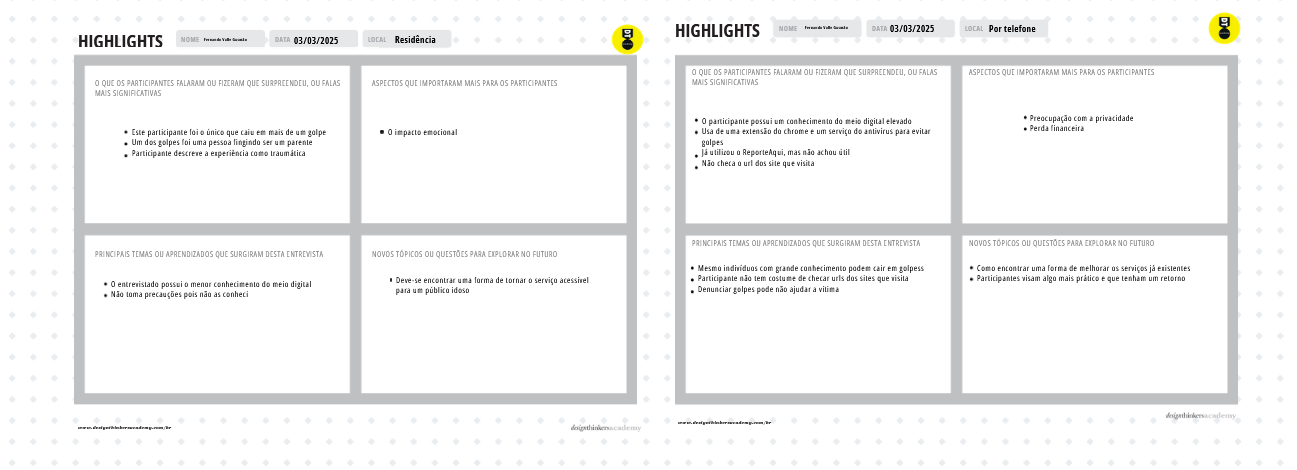 HIGHLIGHTS
NOME Fernando Valle Gusmão
DATA 03/03/2025
LOCAL Residência
O QUE OS PARTICIPANTES FALARAM OU FIZERAM QUE SURPREENDEU, OU FALAS
MAIS SIGNIFICATIVAS
• Este participante foi o único que caiu em mais de um golpe
• Um dos golpes foi uma pessoa fingindo ser um parente
• Participante descreve a experiência como traumática
ASPECTOS QUE IMPORTARAM MAIS PARA OS PARTICIPANTES
• O impacto emocional
PRINCIPAIS TEMAS OU APRENDIZADOS QUE SURGIRAM DESTA ENTREVISTA
• O entrevistado possui o menor conhecimento do meio digital
• Não toma precauções pois não as conheci
NOVOS TÓPICOS OU QUESTÕES PARA EXPLORAR NO FUTURO
• Deve-se encontrar uma forma de tornar o serviço acessível
para um público idoso
www.designthinkersacademy.com/br
designthinkersacademy
HIGHLIGHTS
NOME Fernando Valle Gusmão
DATA 03/03/2025
LOCAL Por telefone
O QUE OS PARTICIPANTES FALARAM OU FIZERAM QUE SURPREENDEU, OU FALAS
MAIS SIGNIFICATIVAS
• O participante possui um conhecimento do meio digital elevado
• Usa de uma extensão do chrome e um serviço do antivírus para evitar
golpes
• Já utilizou o ReporteAqui, mas não achou útil
• Não checa o url dos site que visita
ASPECTOS QUE IMPORTARAM MAIS PARA OS PARTICIPANTES
• Preocupação com a privacidade
• Perda financeira
PRINCIPAIS TEMAS OU APRENDIZADOS QUE SURGIRAM DESTA ENTREVISTA
• Mesmo indivíduos com grande conhecimento podem cair em golpess
• Participante não tem costume de checar urls dos sites que visita
• Denunciar golpes pode não ajudar a vítima
NOVOS TÓPICOS OU QUESTÕES PARA EXPLORAR NO FUTURO
• Como encontrar uma forma de melhorar os serviços já existentes
• Participantes visam algo mais prático e que tenham um retorno
www.designthinkersacademy.com/br
designthinkersacademy